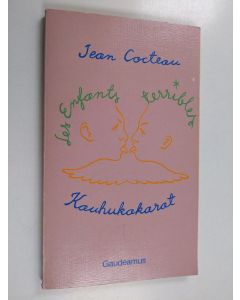 Jean Cocteau
Les Enfants terribles
Kauhukakarat
Gaudeamus